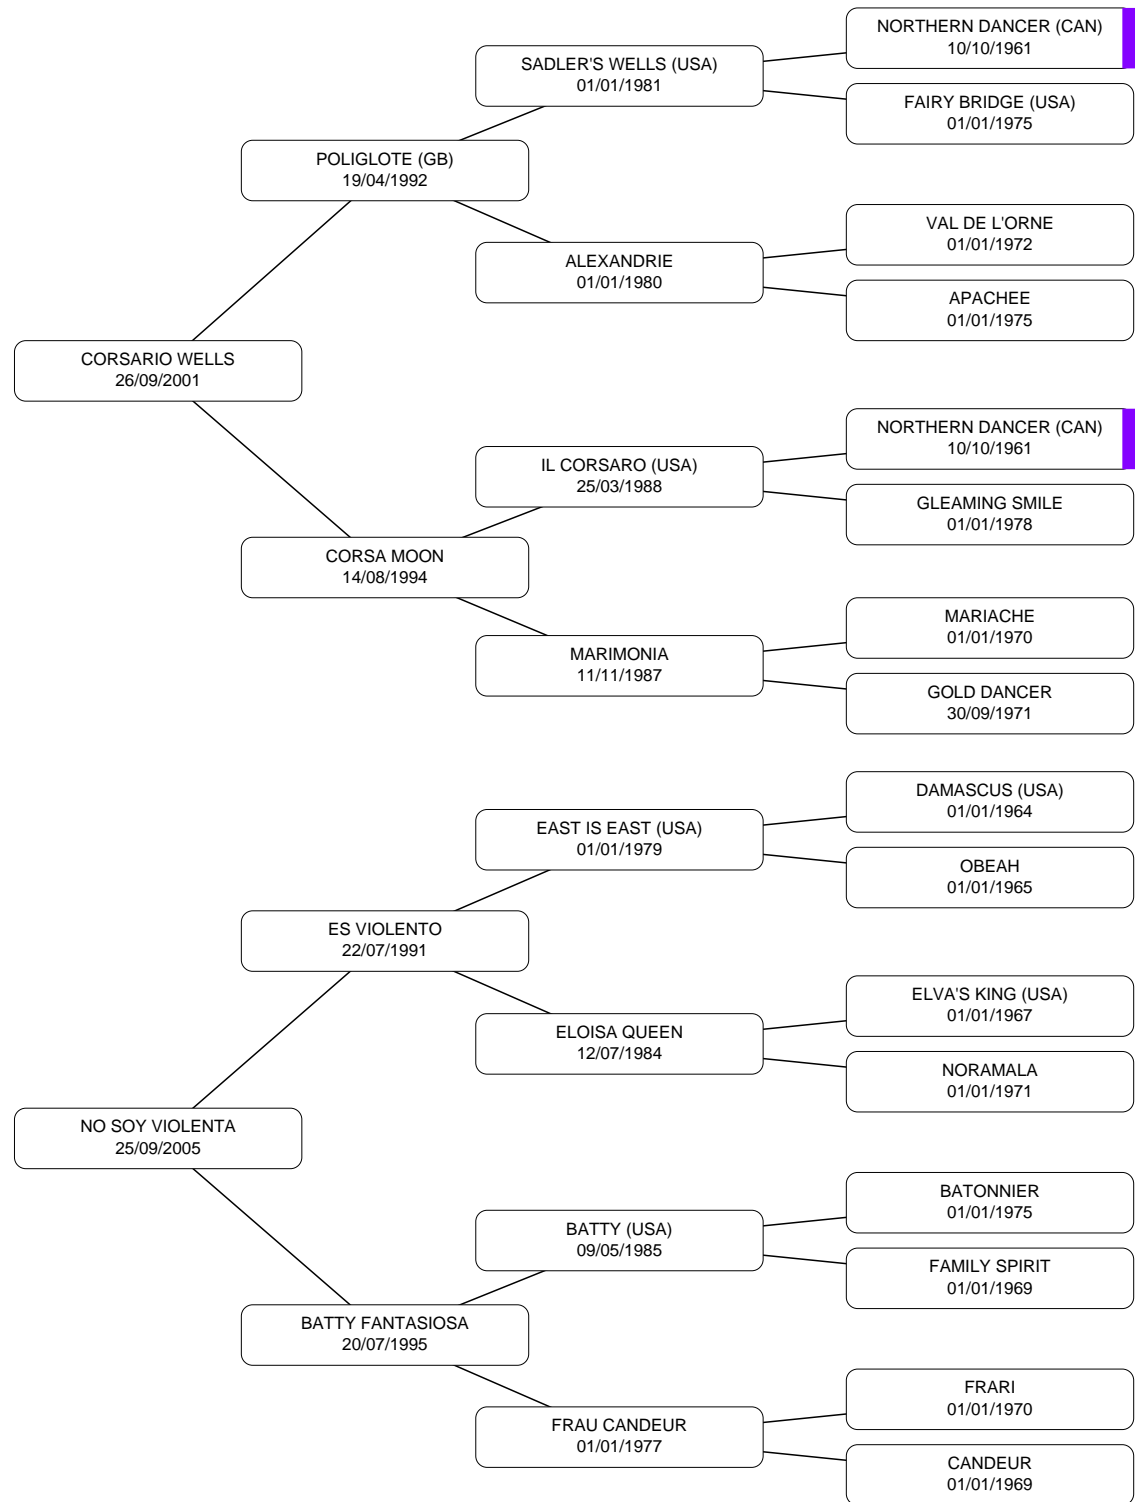 NORTHERN DANCER (CAN)
10/10/1961
SADLER'S WELLS (USA)
01/01/1981
FAIRY BRIDGE (USA)
01/01/1975
POLIGLOTE (GB)
19/04/1992
VAL DE L'ORNE
01/01/1972
ALEXANDRIE
01/01/1980
APACHEE
01/01/1975
CORSARIO WELLS
26/09/2001
NORTHERN DANCER (CAN)
10/10/1961
IL CORSARO (USA)
25/03/1988
GLEAMING SMILE
01/01/1978
CORSA MOON
14/08/1994
MARIACHE
01/01/1970
MARIMONIA
11/11/1987
GOLD DANCER
30/09/1971
DAMASCUS (USA)
01/01/1964
EAST IS EAST (USA)
01/01/1979
OBEAH
01/01/1965
ES VIOLENTO
22/07/1991
ELVA'S KING (USA)
01/01/1967
ELOISA QUEEN
12/07/1984
NORAMALA
01/01/1971
NO SOY VIOLENTA
25/09/2005
BATONNIER
01/01/1975
BATTY (USA)
09/05/1985
FAMILY SPIRIT
01/01/1969
BATTY FANTASIOSA
20/07/1995
FRARI
01/01/1970
FRAU CANDEUR
01/01/1977
CANDEUR
01/01/1969